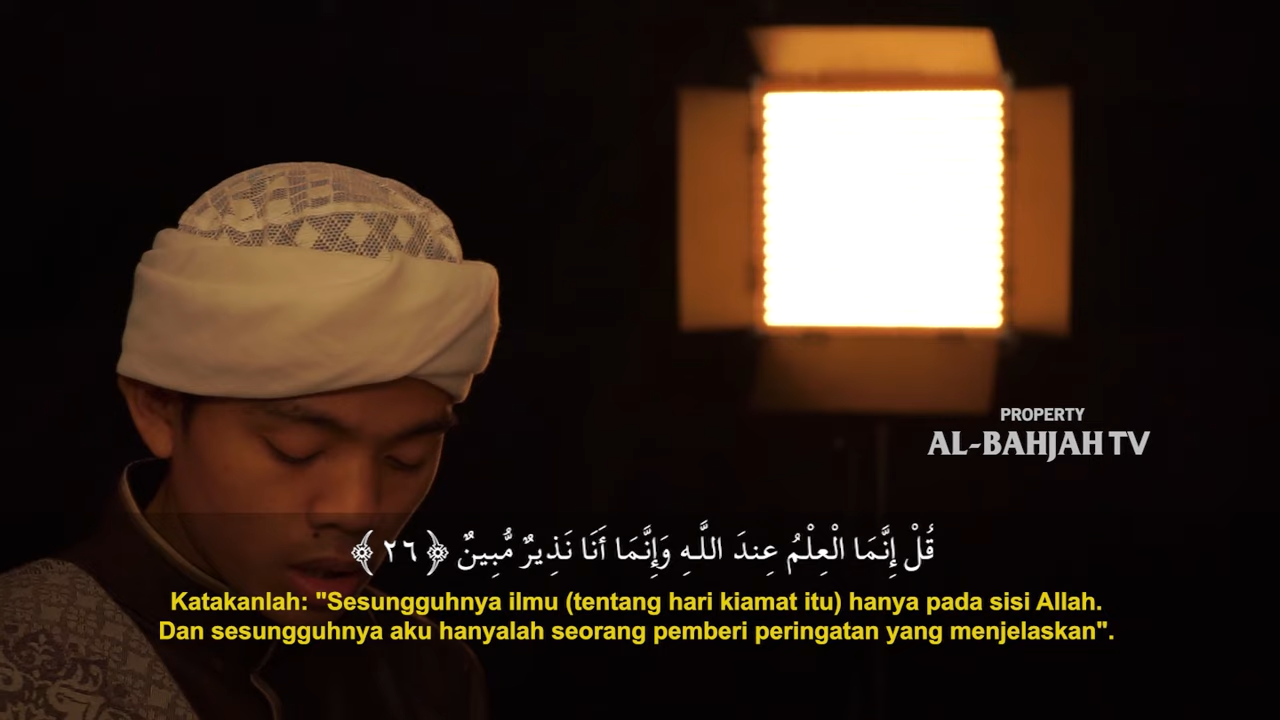 PROPERTY
AL-BAHJAH TV
قُلْ إِنَّمَا الْعِلْمُ عِندَ اللَّـهِ وَإِنَّمَا أَنَا نَذِيرٌ مُّبِينٌ ﴿٢٦﴾
Katakanlah: "Sesungguhnya ilmu (tentang hari kiamat itu) hanya pada sisi Allah.
Dan sesungguhnya aku hanyalah seorang pemberi peringatan yang menjelaskan".